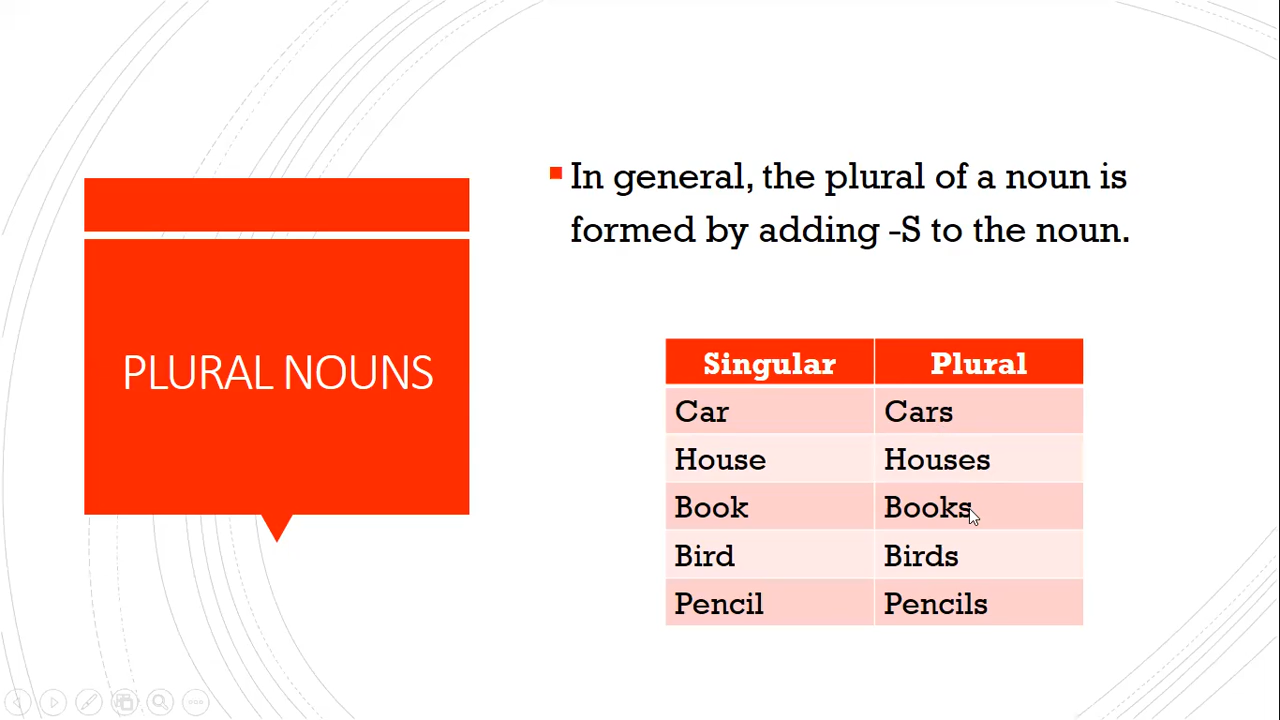 PLURAL NOUNS
In general, the plural of a noun is
formed by adding -S to the noun.
Singular Plural
Car Cars
House Houses
Book Books
Bird Birds
Pencil Pencils